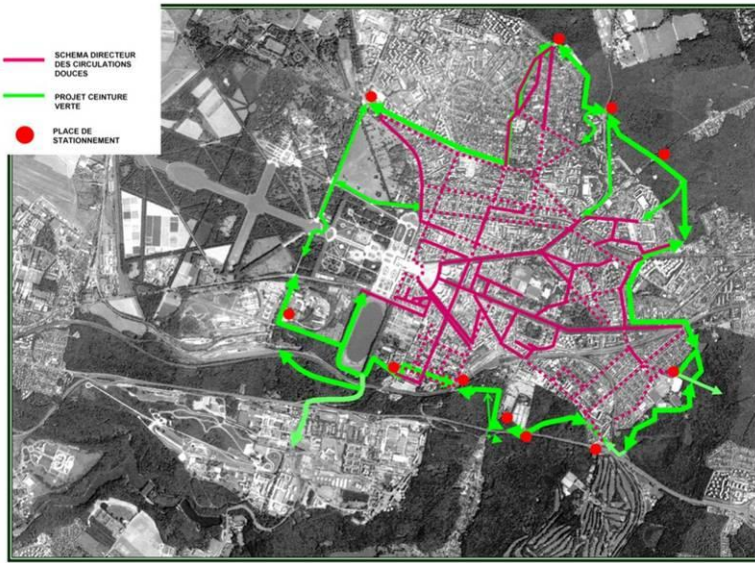 SCHEMA DIRECTEUR
DES CIRCULATIONS
DOUCES
PROJET CEINTURE
VERTE
PLACE DE
STATIONNEMENT